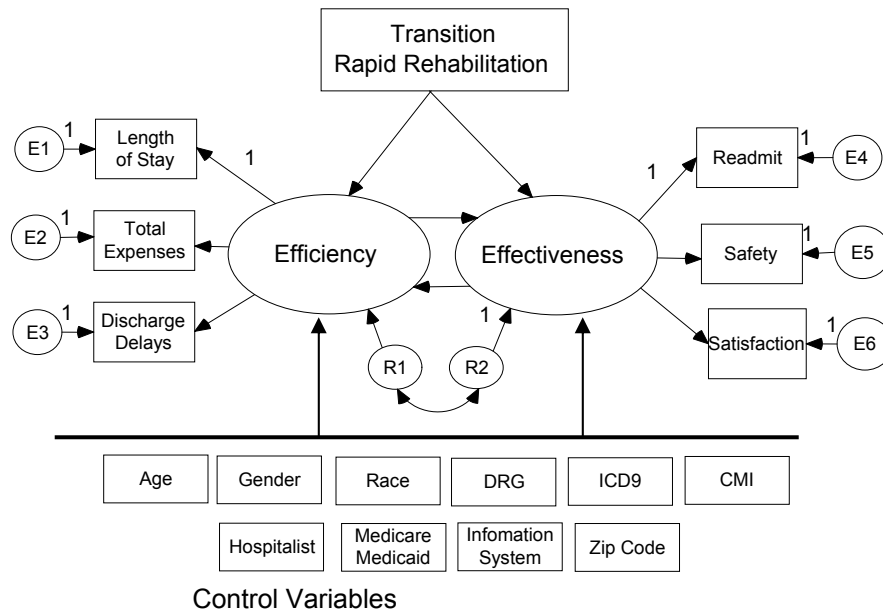 Transition
Rapid Rehabilitation
E1
1
Length
of Stay
1
1
Readmit
1
E4
E2
1
Total
Expenses
Efficiency
Effectiveness
Safety
1
E5
E3
1
Discharge
Delays
1
R1
R2
Satisfaction
1
E6
Age
Gender
Race
DRG
ICD9
CMI
Hospitalist
Medicare
Medicaid
Infomation
System
Zip Code
Control Variables